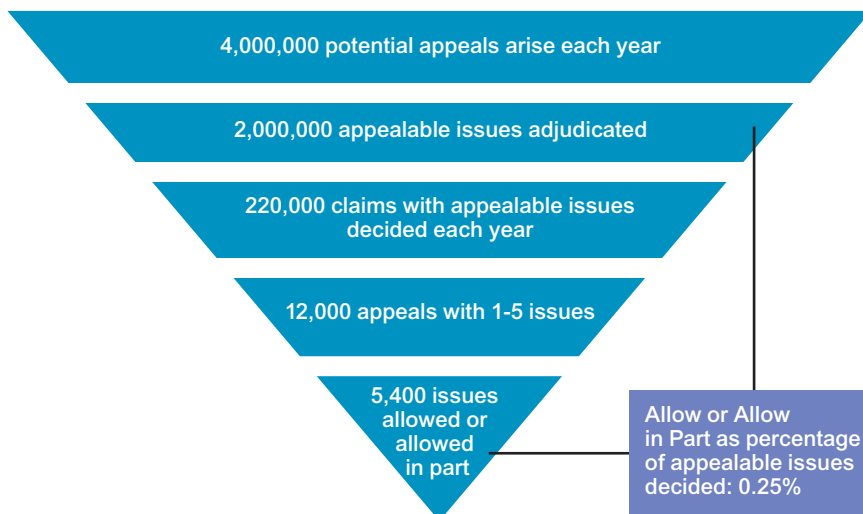 4,000,000 potential appeals arise each year
2,000,000 appealable issues adjudicated
220,000 claims with appealable issues
decided each year
12,000 appeals with 1-5 issues
5,400 issues
allowed or
allowed
in part
Allow or Allow
in Part as percentage
of appealable issues
decided: 0.25%